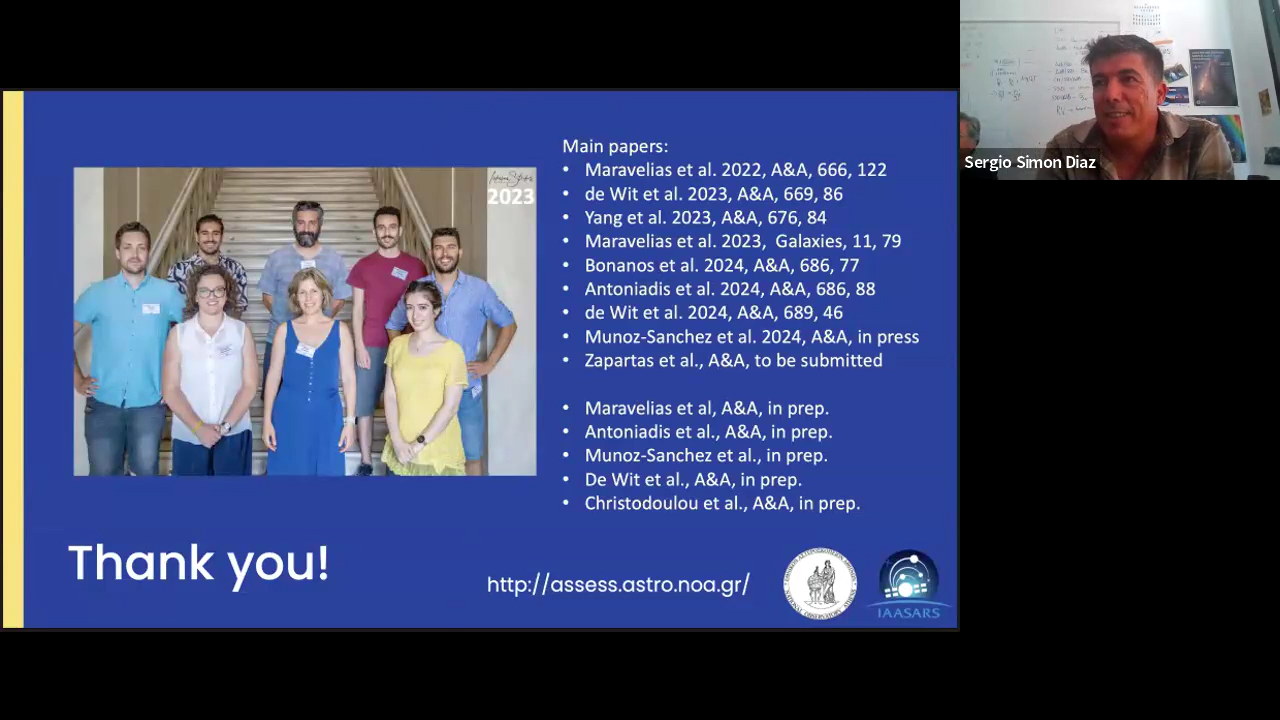 Sergio Simon Diaz
2023
Main papers:
• Maravelias et al. 2022, A&A, 666, 122
• de Wit et al. 2023, A&A, 669, 86
• Yang et al. 2023, A&A, 676, 84
• Maravelias et al. 2023, Galaxies, 11, 79
• Bonanos et al. 2024, A&A, 686, 77
• Antoniadis et al. 2024, A&A, 686, 88
• de Wit et al. 2024, A&A, 689, 46
• Munoz-Sanchez et al. 2024, A&A, in press
• Zapartas et al., A&A, to be submitted
• Maravelias et al, A&A, in prep.
• Antoniadis et al., A&A, in prep.
• Munoz-Sanchez et al., in prep.
• De Wit et al., A&A, in prep.
• Christodoulou et al., A&A, in prep.
Thank you!
http://assess.astro.noa.gr/
IAASARS